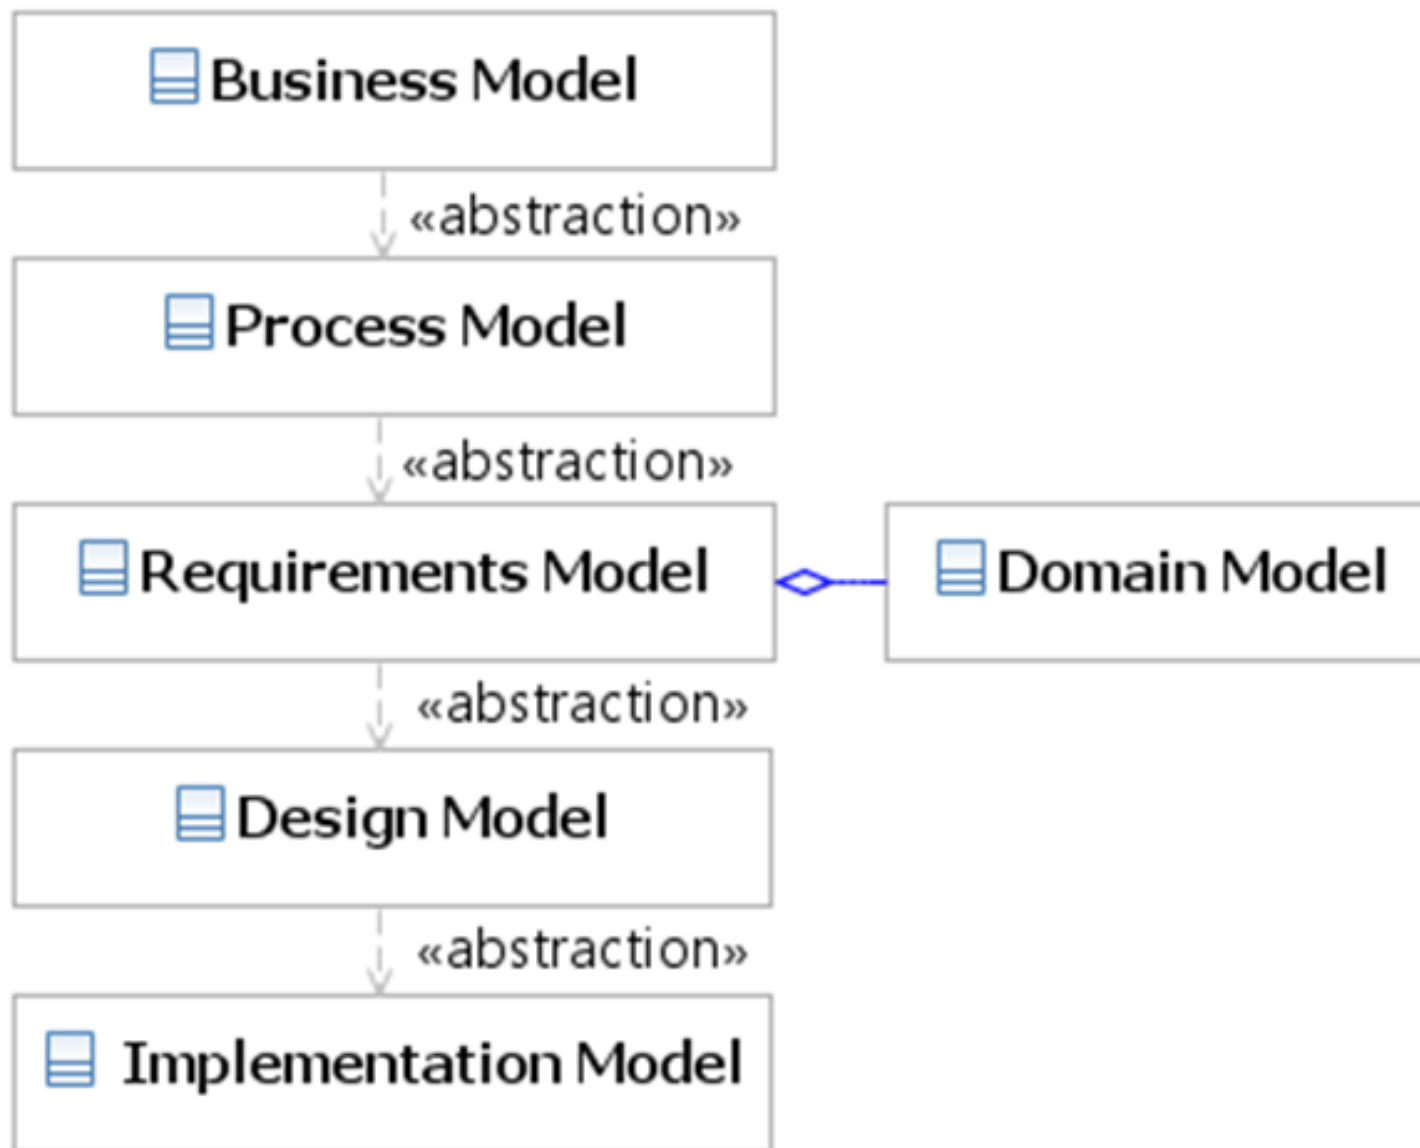 Business Model
«abstraction»
Process Model
«abstraction»
Requirements Model
Domain Model
«abstraction»
Design Model
«abstraction»
Implementation Model